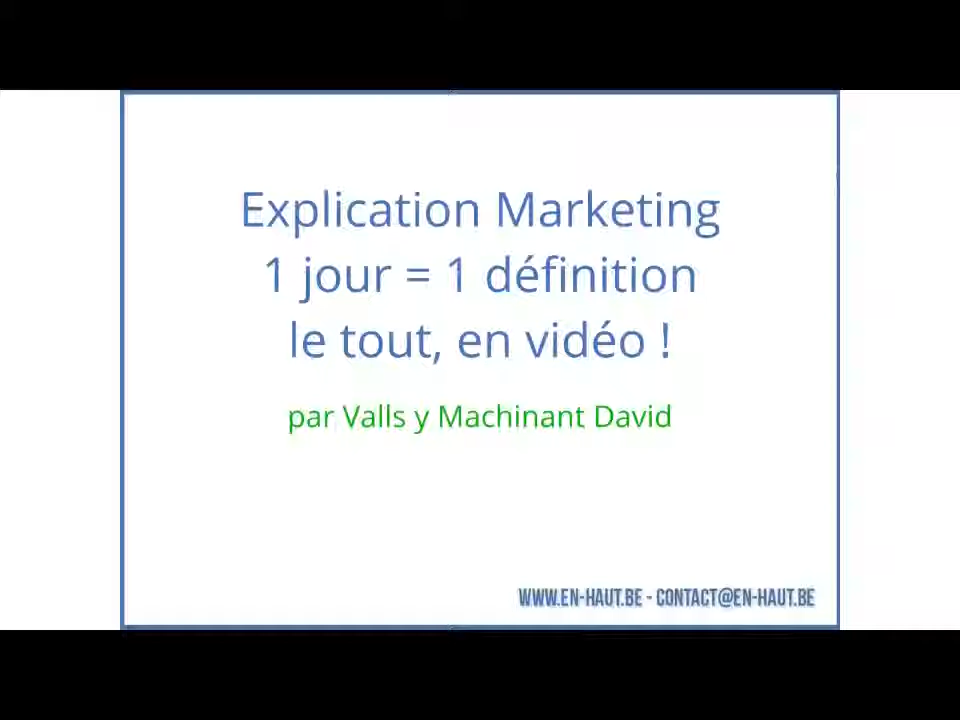 Explication Marketing
1 jour = 1 définition
le tout, en vidéo !
par Valls y Machinant David
WWW.EN-HAUT.BE - CONTACT@EN-HAUT.BE